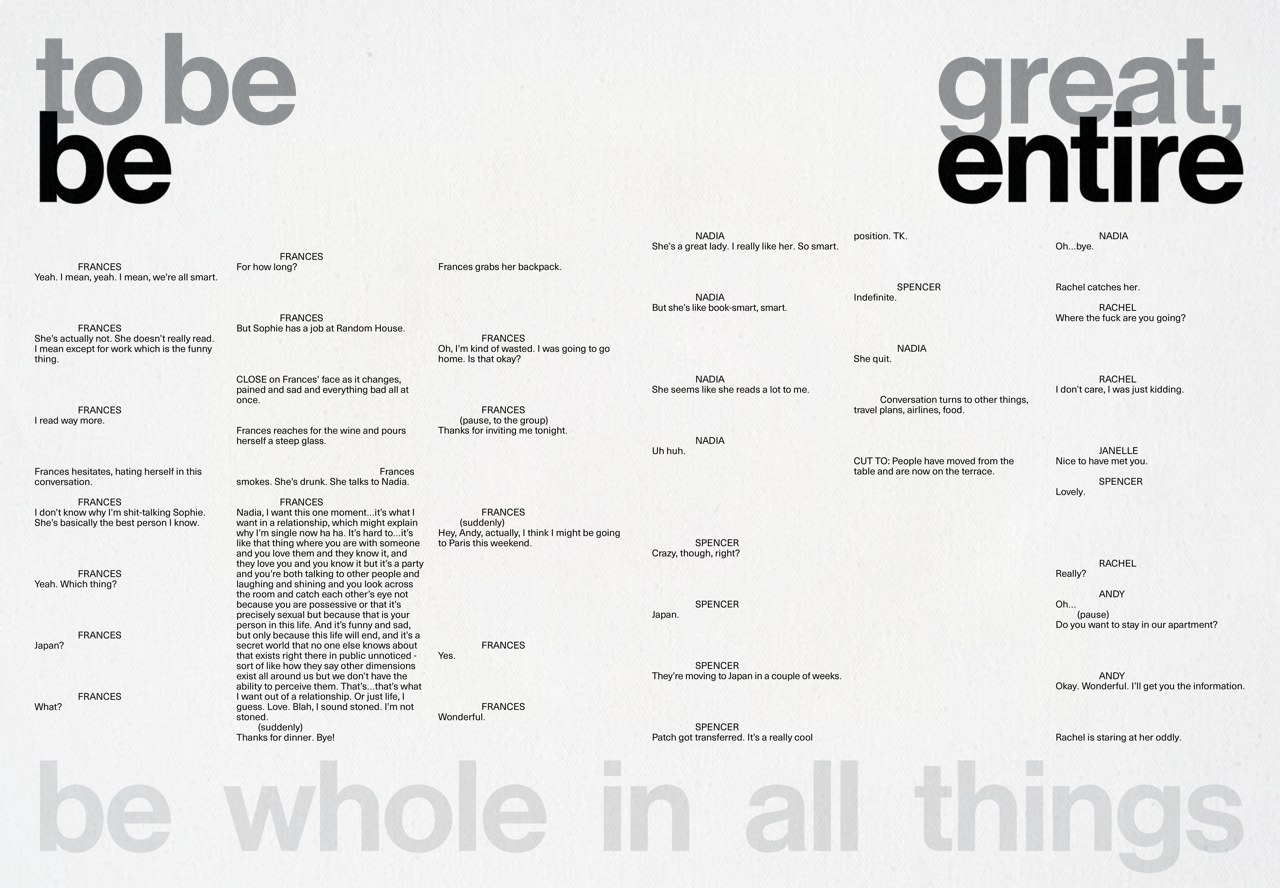 to be
great,
be
entire
FRANCES
Yeah. I mean, yeah. I mean, we're all smart.
FRANCES
She's actually not. She doesn't really read.
I mean except for work which is the funny
thing.
FRANCES
I read way more.
Frances hesitates, hating herself in this
conversation.
FRANCES
I don't know why I'm shit-talking Sophie.
She's basically the best person I know.
FRANCES
Yeah. Which thing?
FRANCES
Japan?
FRANCES
What?
FRANCES
For how long?
FRANCES
But Sophie has a job at Random House.
CLOSE on Frances' face as it changes,
pained and sad and everything bad all at
once.
Frances reaches for the wine and pours
herself a steep glass.
Frances
smokes. She's drunk. She talks to Nadia.
FRANCES
Nadia, I want this one moment...it's what I
want in a relationship, which might explain
why I'm single now ha ha. It's hard to...it's
like that thing where you are with someone
and you love them and they know it, and
they love you and you know it but it's a party
and you're both talking to other people and
laughing and shining and you look across
the room and catch each other's eye not
because you are possessive or that it's
precisely sexual but because that is your
person in this life. And it's funny and sad,
but only because this life will end, and it's a
secret world that no one else knows about
that exists right there in public unnoticed -
sort of like how they say other dimensions
exist all around us but we don't have the
ability to perceive them. That's...that's what
I want out of a relationship. Or just life, I
guess. Love. Blah, I sound stoned. I'm not
stoned.
(suddenly)
Thanks for dinner. Bye!
Frances grabs her backpack.
FRANCES
Oh, I'm kind of wasted. I was going to go
home. Is that okay?
FRANCES
(pause, to the group)
Thanks for inviting me tonight.
FRANCES
(suddenly)
Hey, Andy, actually, I think I might be going
to Paris this weekend.
FRANCES
Yes.
FRANCES
Wonderful.
NADIA
She's a great lady. I really like her. So smart.
NADIA
But she's like book-smart, smart.
NADIA
She seems like she reads a lot to me.
NADIA
Uh huh.
SPENCER
Crazy, though, right?
SPENCER
Japan.
SPENCER
They're moving to Japan in a couple of weeks.
SPENCER
Patch got transferred. It's a really cool
position. TK.
SPENCER
Indefinite.
NADIA
She quit.
Conversation turns to other things,
travel plans, airlines, food.
CUT TO: People have moved from the
table and are now on the terrace.
NADIA
Oh...bye.
Rachel catches her.
RACHEL
Where the fuck are you going?
RACHEL
I don't care, I was just kidding.
JANELLE
Nice to have met you.
SPENCER
Lovely.
RACHEL
Really?
ANDY
Oh...
(pause)
Do you want to stay in our apartment?
ANDY
Okay. Wonderful. I'll get you the information.
Rachel is staring at her oddly.
be whole in all things